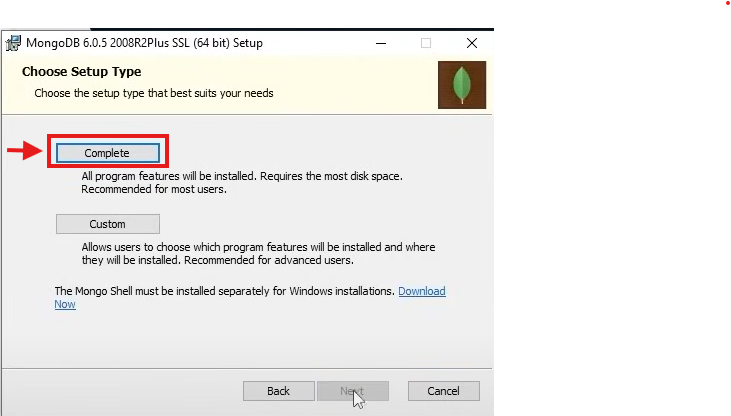 MongoDB 6.0.5 2008R2Plus SSL (64 bit) Setup
Choose Setup Type
Choose the setup type that best suits your needs
Complete
All program features will be installed. Requires the most disk space.
Recommended for most users.
Custom
Allows users to choose which program features will be installed and where
they will be installed. Recommended for advanced users.
The Mongo Shell must be installed separately for Windows installations. Download
Now
Back Next Cancel